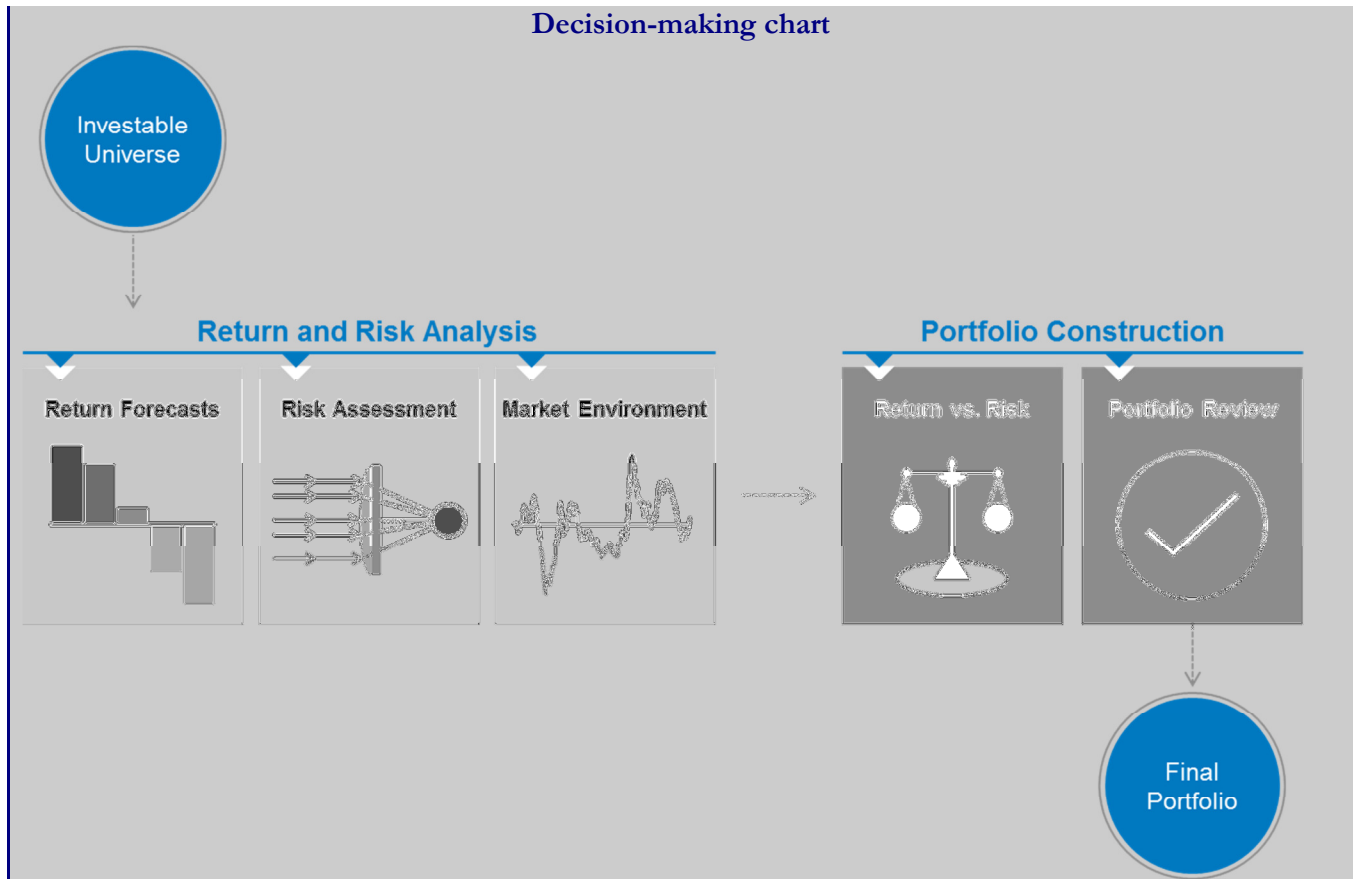 Decision-making chart
Investable
Universe
Return and Risk Analysis
Portfolio Construction
Return Forecasts
Risk Assessment
Market Environment
Return vs. Risk
Portfolio Review
Final
Portfolio